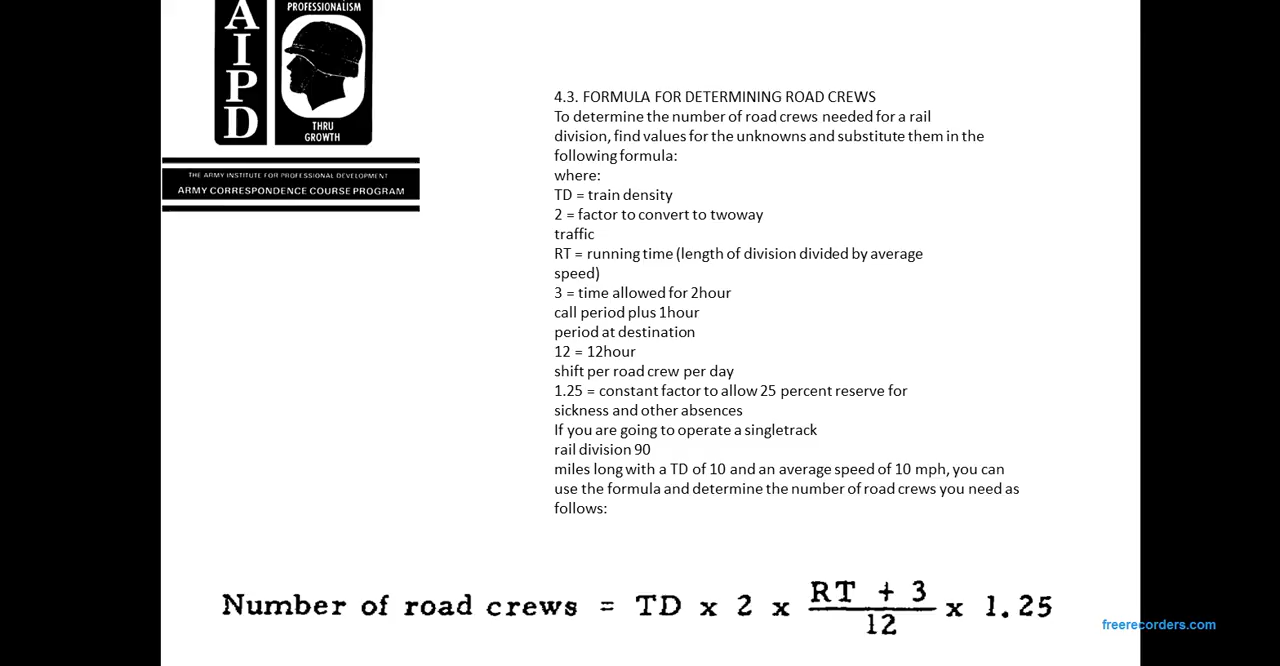 AIPD
PROFESSIONALISM
THRU
GROWTH
THE ARMY INSTITUTE FOR PROFESSIONAL DEVELOPMENT
ARMY CORRESPONDENCE COURSE PROGRAM
4.3. FORMULA FOR DETERMINING ROAD CREWS
To determine the number of road crews needed for a rail
division, find values for the unknowns and substitute them in the
following formula:
where:
TD = train density
2 = factor to convert to twoway
traffic
RT = running time (length of division divided by average
speed)
3 = time allowed for 2hour
call period plus 1hour
period at destination
12 = 12hour
shift per road crew per day
1.25 = constant factor to allow 25 percent reserve for
sickness and other absences
If you are going to operate a singletrack
rail division 90
miles long with a TD of 10 and an average speed of 10 mph, you can
use the formula and determine the number of road crews you need as
follows:
Number of road crews = TD x 2 x RT + 3 / 12 x 1.25
freerecorders.com